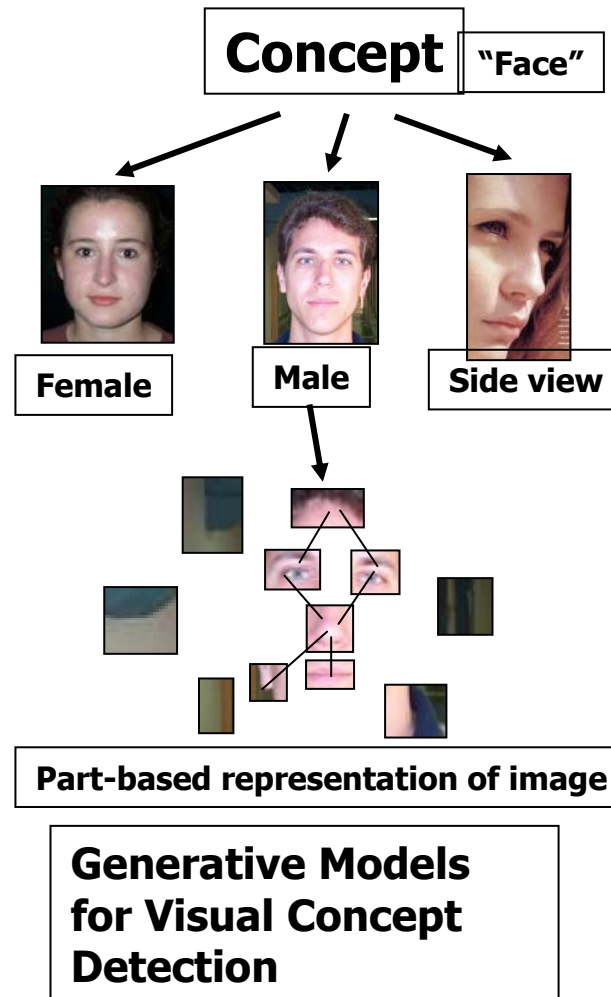 Concept
“Face”
Female
Male
Side view
Part-based representation of image
Generative Models
for Visual Concept
Detection